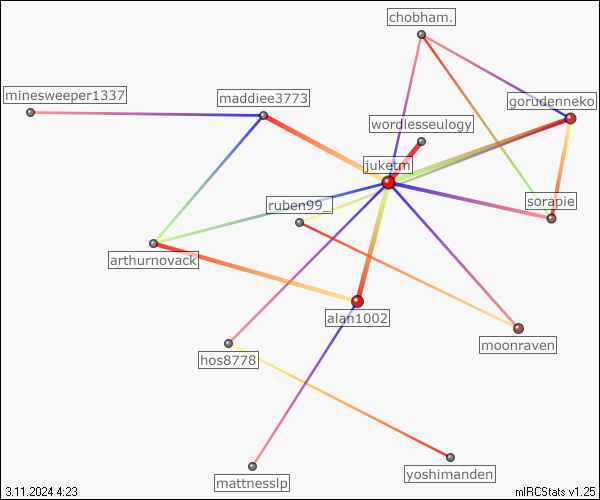 chobham.
minesweeper1337
maddiee3773
gorudenneko
wordlesseulogy
juketm
ruben99_
sorapie
arthurnovack
alan1002
moonraven
hos8778
yoshimanden
mattnesslp
3.11.2024 4:23
mIRCStats v1.25